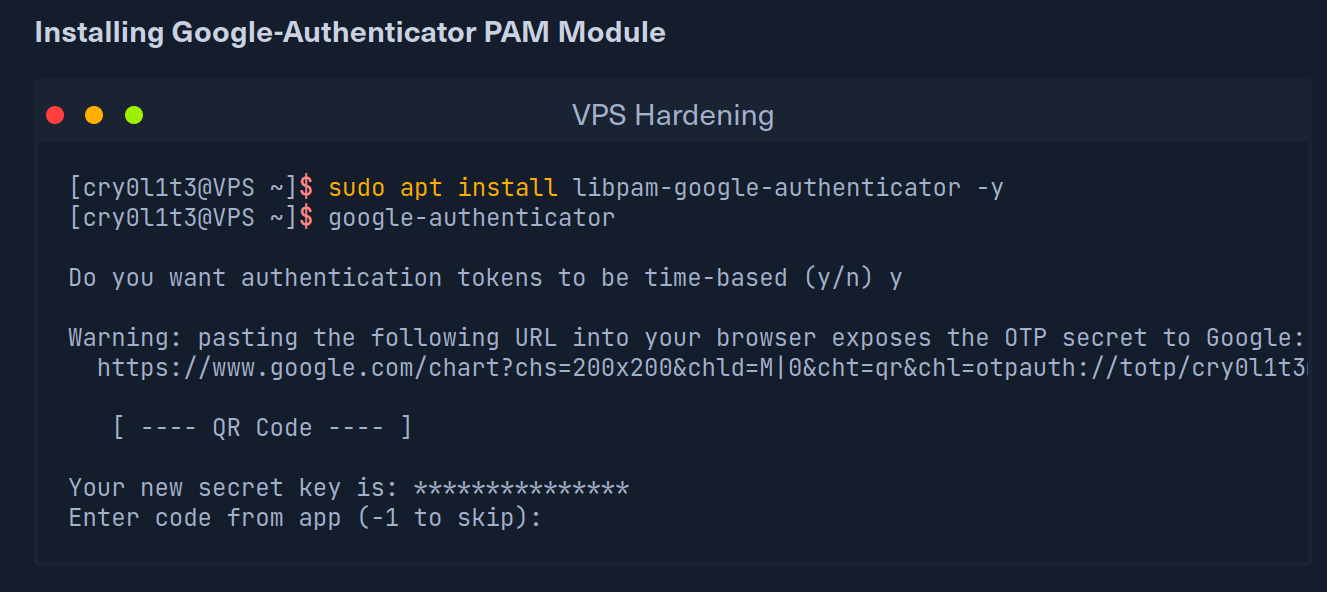 Installing Google-Authenticator PAM Module
VPS Hardening
[cry0l1t3@VPS ~]$ sudo apt install libpam-google-authenticator -y
[cry0l1t3@VPS ~]$ google-authenticator
Do you want authentication tokens to be time-based (y/n) y
Warning: pasting the following URL into your browser exposes the OTP secret to Google:
https://www.google.com/chart?chs=200x200&chld=M|0&cht=qr&chl=otpauth://totp/cry0l1t3
[ ---- QR Code ---- ]
Your new secret key is: ***************
Enter code from app (-1 to skip):